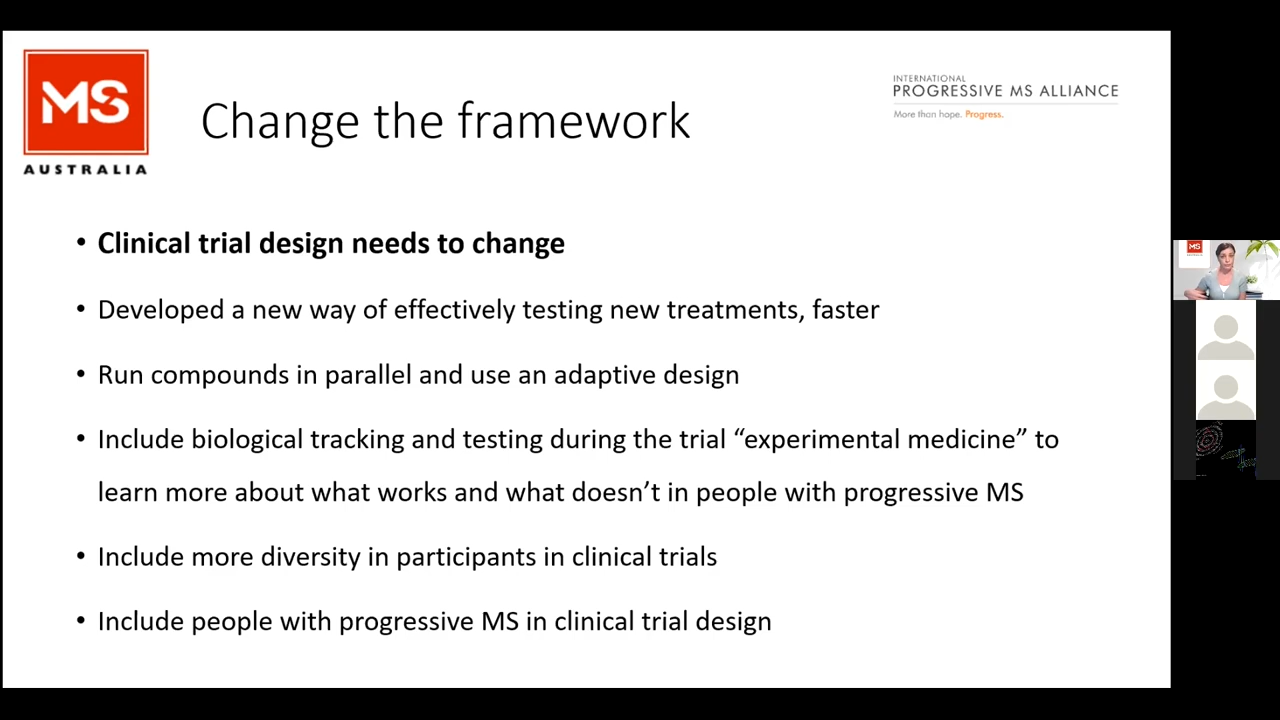 MS
AUSTRALIA
Change the framework
INTERNATIONAL
PROGRESSIVE MS ALLIANCE
More than hope. Progress.
• Clinical trial design needs to change
• Developed a new way of effectively testing new treatments, faster
• Run compounds in parallel and use an adaptive design
• Include biological tracking and testing during the trial “experimental medicine” to
learn more about what works and what doesn’t in people with progressive MS
• Include more diversity in participants in clinical trials
• Include people with progressive MS in clinical trial design
MS